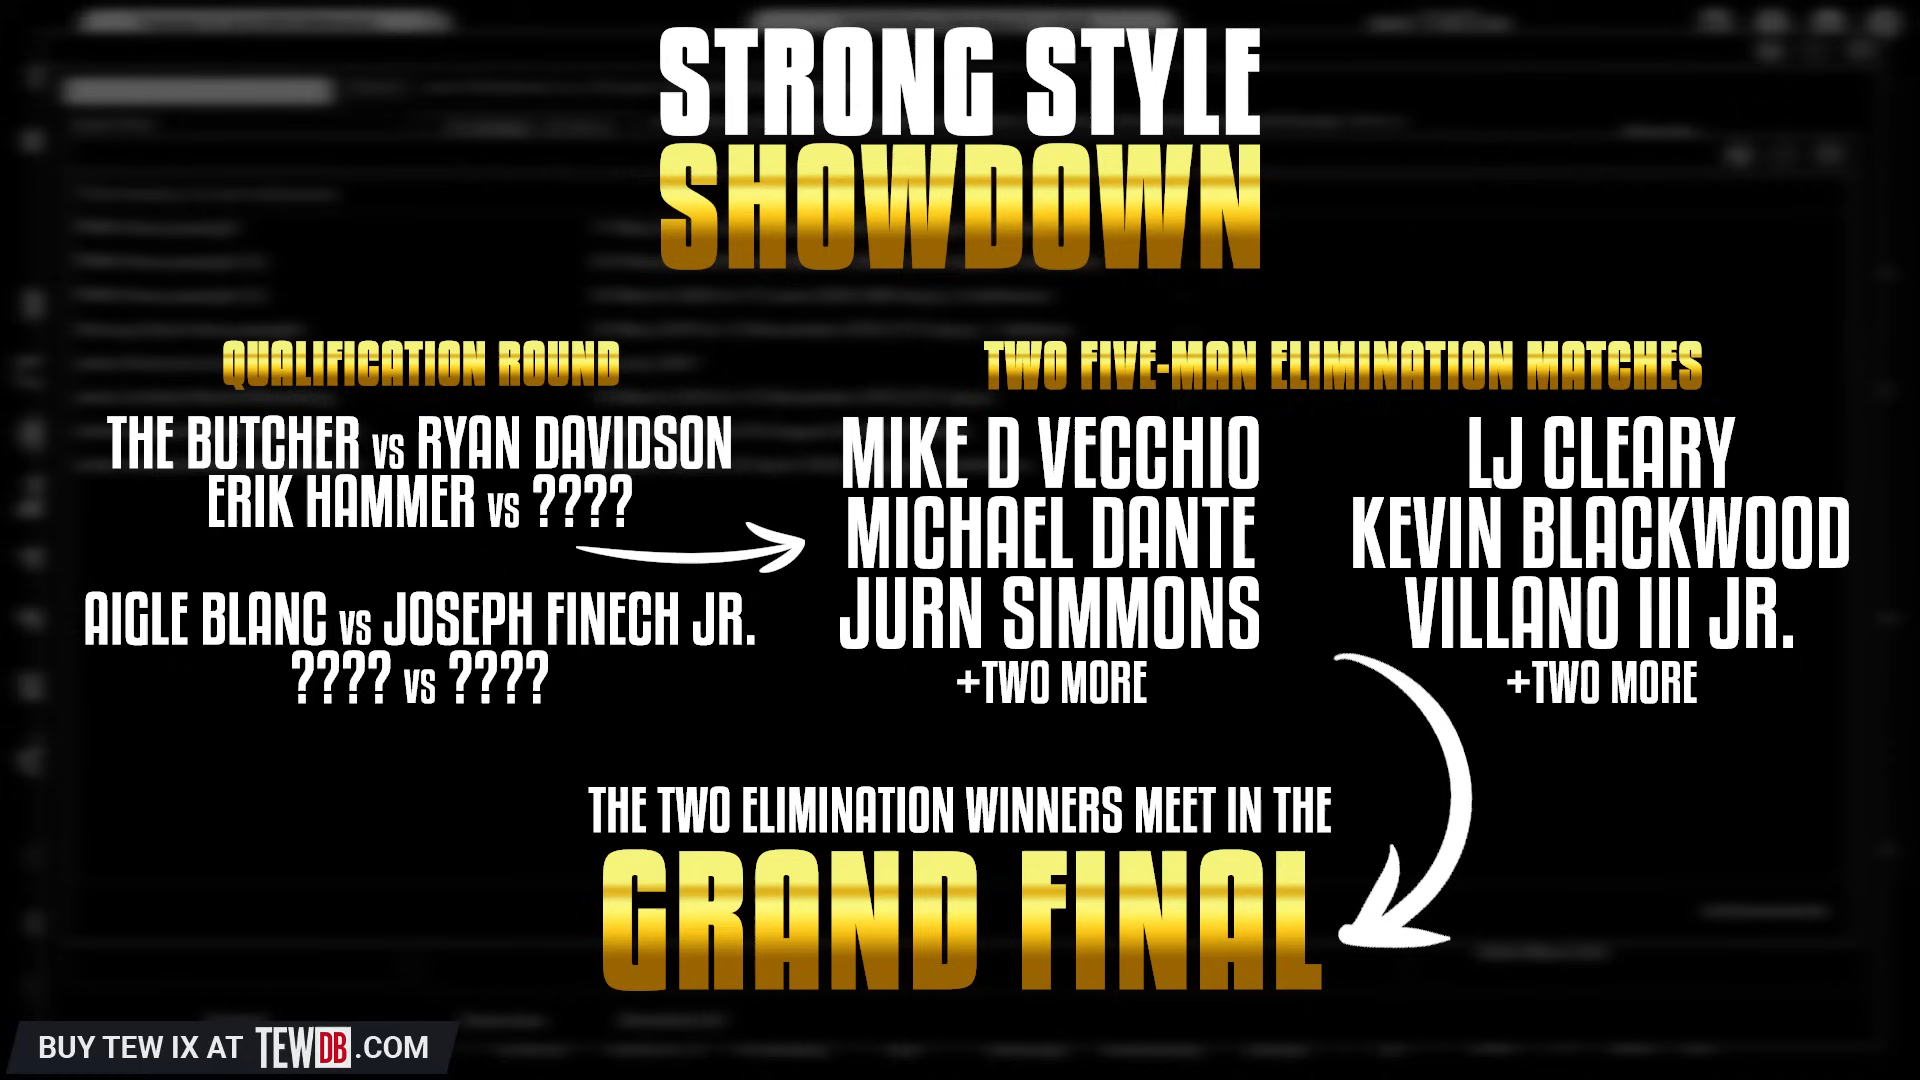 STRONG STYLE
SHOWDOWN
QUALIFICATION ROUND
THE BUTCHER VS RYAN DAVIDSON
ERIK HAMMER VS ????
AIGLE BLANC VS JOSEPH FINECH JR.
???? VS ????
TWO FIVE-MAN ELIMINATION MATCHES
MIKE D VECCHIO
MICHAEL DANTE
JURN SIMMONS
+TWO MORE
LJ CLEARY
KEVIN BLACKWOOD
VILLANO III JR.
+TWO MORE
THE TWO ELIMINATION WINNERS MEET IN THE
GRAND FINAL
BUY TEW IX AT TEWDB.COM